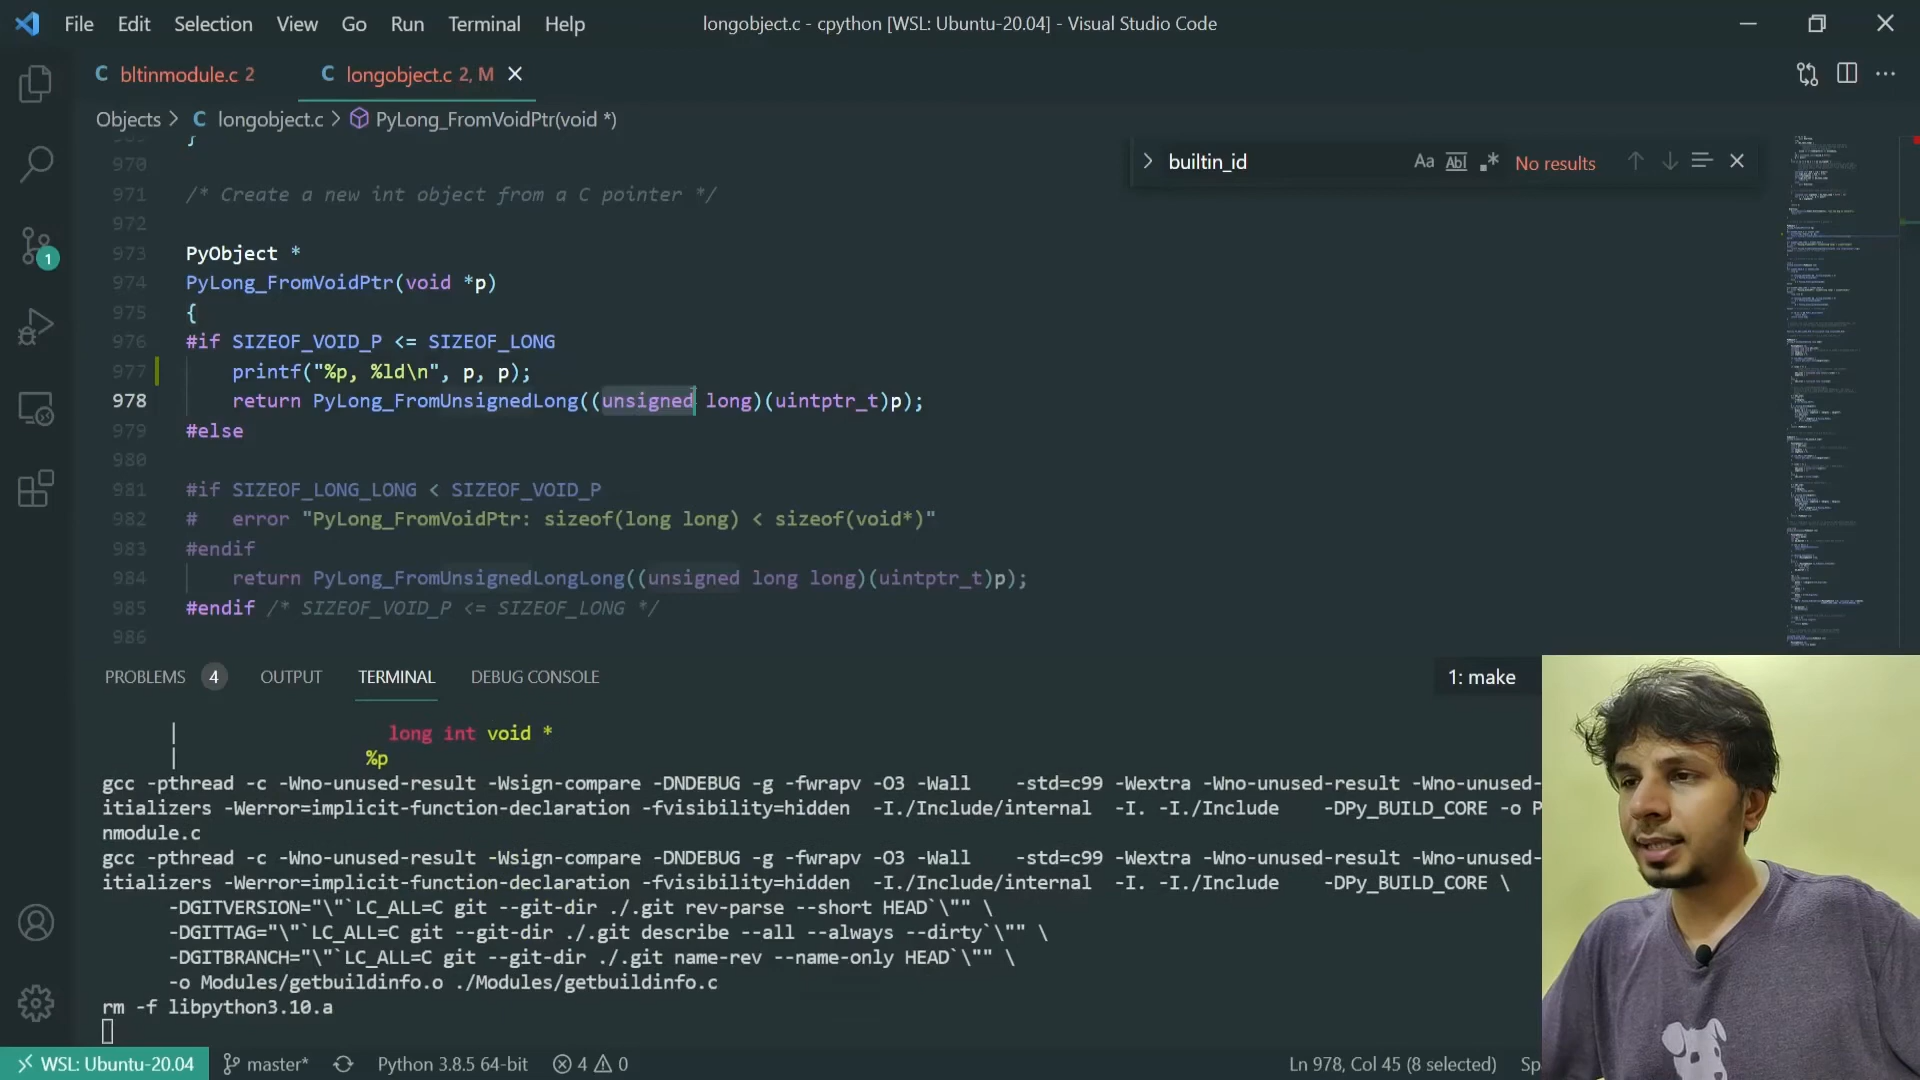 File Edit Selection View Go Run Terminal Help longobject.c - cpython [WSL: Ubuntu-20.04] - Visual Studio Code
C bltinmodule.c 2 C longobject.c 2, M
Objects > C longobject.c > PyLong_FromVoidPtr(void *)
builtin_id Aa Abl .* No results
970
971 /* Create a new int object from a C pointer */
972
973 PyObject *
974 PyLong_FromVoidPtr(void *p)
975 {
976 #if SIZEOF_VOID_P <= SIZEOF_LONG
977 printf("%p, %ld\n", p, p);
978 return PyLong_FromUnsignedLong((unsigned long)(uintptr_t)p);
979 #else
980
981 #if SIZEOF_LONG_LONG < SIZEOF_VOID_P
982 # error "PyLong_FromVoidPtr: sizeof(long long) < sizeof(void*)"
983 #endif
984 return PyLong_FromUnsignedLongLong((unsigned long long)(uintptr_t)p);
985 #endif /* SIZEOF_VOID_P <= SIZEOF_LONG */
986
1
PROBLEMS 4 OUTPUT TERMINAL DEBUG CONSOLE 1: make
| long int void *
| %p
gcc -pthread -c -Wno-unused-result -Wsign-compare -DNDEBUG -g -fwrapv -O3 -Wall -std=c99 -Wextra -Wno-unused-result -Wno-unused-
itializers -Werror=implicit-function-declaration -fvisibility=hidden -I./Include/internal -I. -I./Include -DPy_BUILD_CORE -o P
nmodule.c
gcc -pthread -c -Wno-unused-result -Wsign-compare -DNDEBUG -g -fwrapv -O3 -Wall -std=c99 -Wextra -Wno-unused-result -Wno-unused-
itializers -Werror=implicit-function-declaration -fvisibility=hidden -I./Include/internal -I. -I./Include -DPy_BUILD_CORE \
-DGITVERSION="\"`LC_ALL=C git --git-dir ./.git rev-parse --short HEAD`\"" \
-DGITTAG="\"`LC_ALL=C git --git-dir ./.git describe --all --always --dirty`\"" \
-DGITBRANCH="\"`LC_ALL=C git --git-dir ./.git name-rev --name-only HEAD`\"" \
-o Modules/getbuildinfo.o ./Modules/getbuildinfo.c
rm -f libpython3.10.a
WSL: Ubuntu-20.04 master* Python 3.8.5 64-bit 4 0 Ln 978, Col 45 (8 selected) Sp